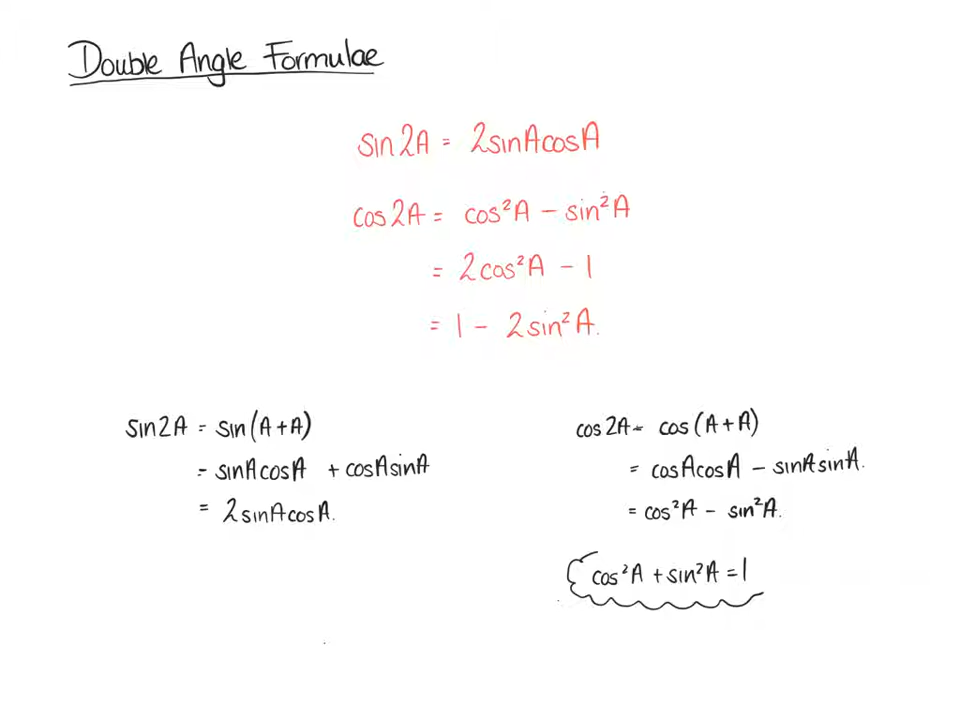 Double Angle Formulae
sin2A = 2sinAcosA
cos2A = cos²A - sin²A
= 2cos²A - 1
= 1 - 2sin²A.
sin2A = sin(A+A)
= sinAcosA + cosAsinA
= 2sinAcosA.
cos2A = cos(A+A)
= cosAcosA - sinAsinA.
= cos²A - sin²A.
cos²A + sin²A = 1